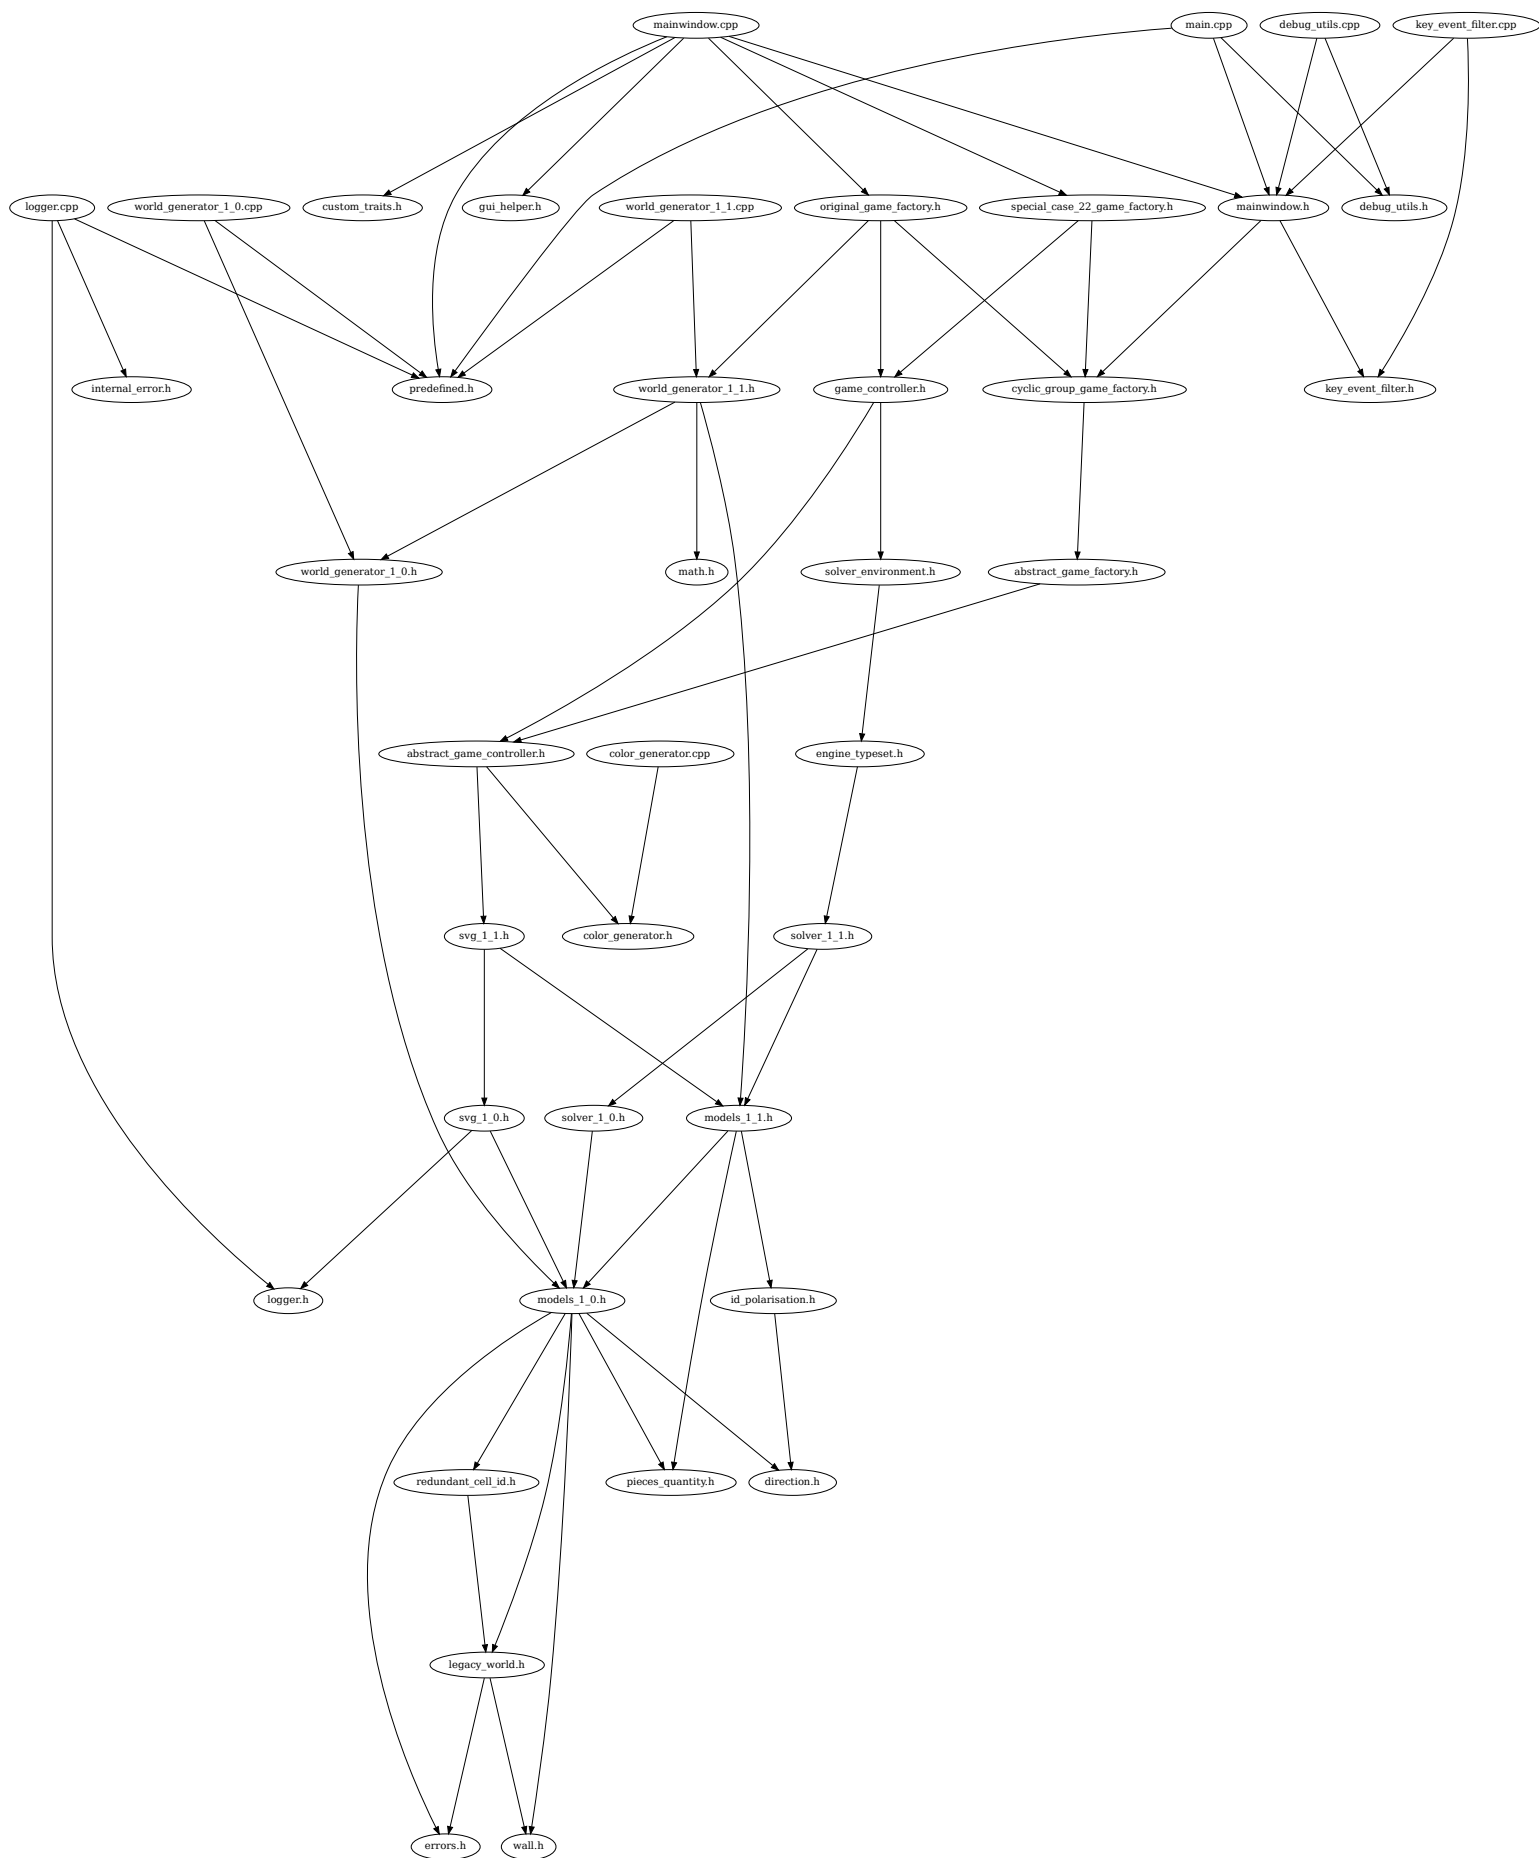 mainwindow.cpp
main.cpp
debug_utils.cpp
key_event_filter.cpp
logger.cpp
world_generator_1_0.cpp
custom_traits.h
gui_helper.h
world_generator_1_1.cpp
original_game_factory.h
special_case_22_game_factory.h
mainwindow.h
debug_utils.h
internal_error.h
predefined.h
world_generator_1_1.h
game_controller.h
cyclic_group_game_factory.h
key_event_filter.h
world_generator_1_0.h
math.h
solver_environment.h
abstract_game_factory.h
abstract_game_controller.h
color_generator.cpp
engine_typeset.h
svg_1_1.h
color_generator.h
solver_1_1.h
svg_1_0.h
solver_1_0.h
models_1_1.h
logger.h
models_1_0.h
id_polarisation.h
redundant_cell_id.h
pieces_quantity.h
direction.h
legacy_world.h
errors.h
wall.h